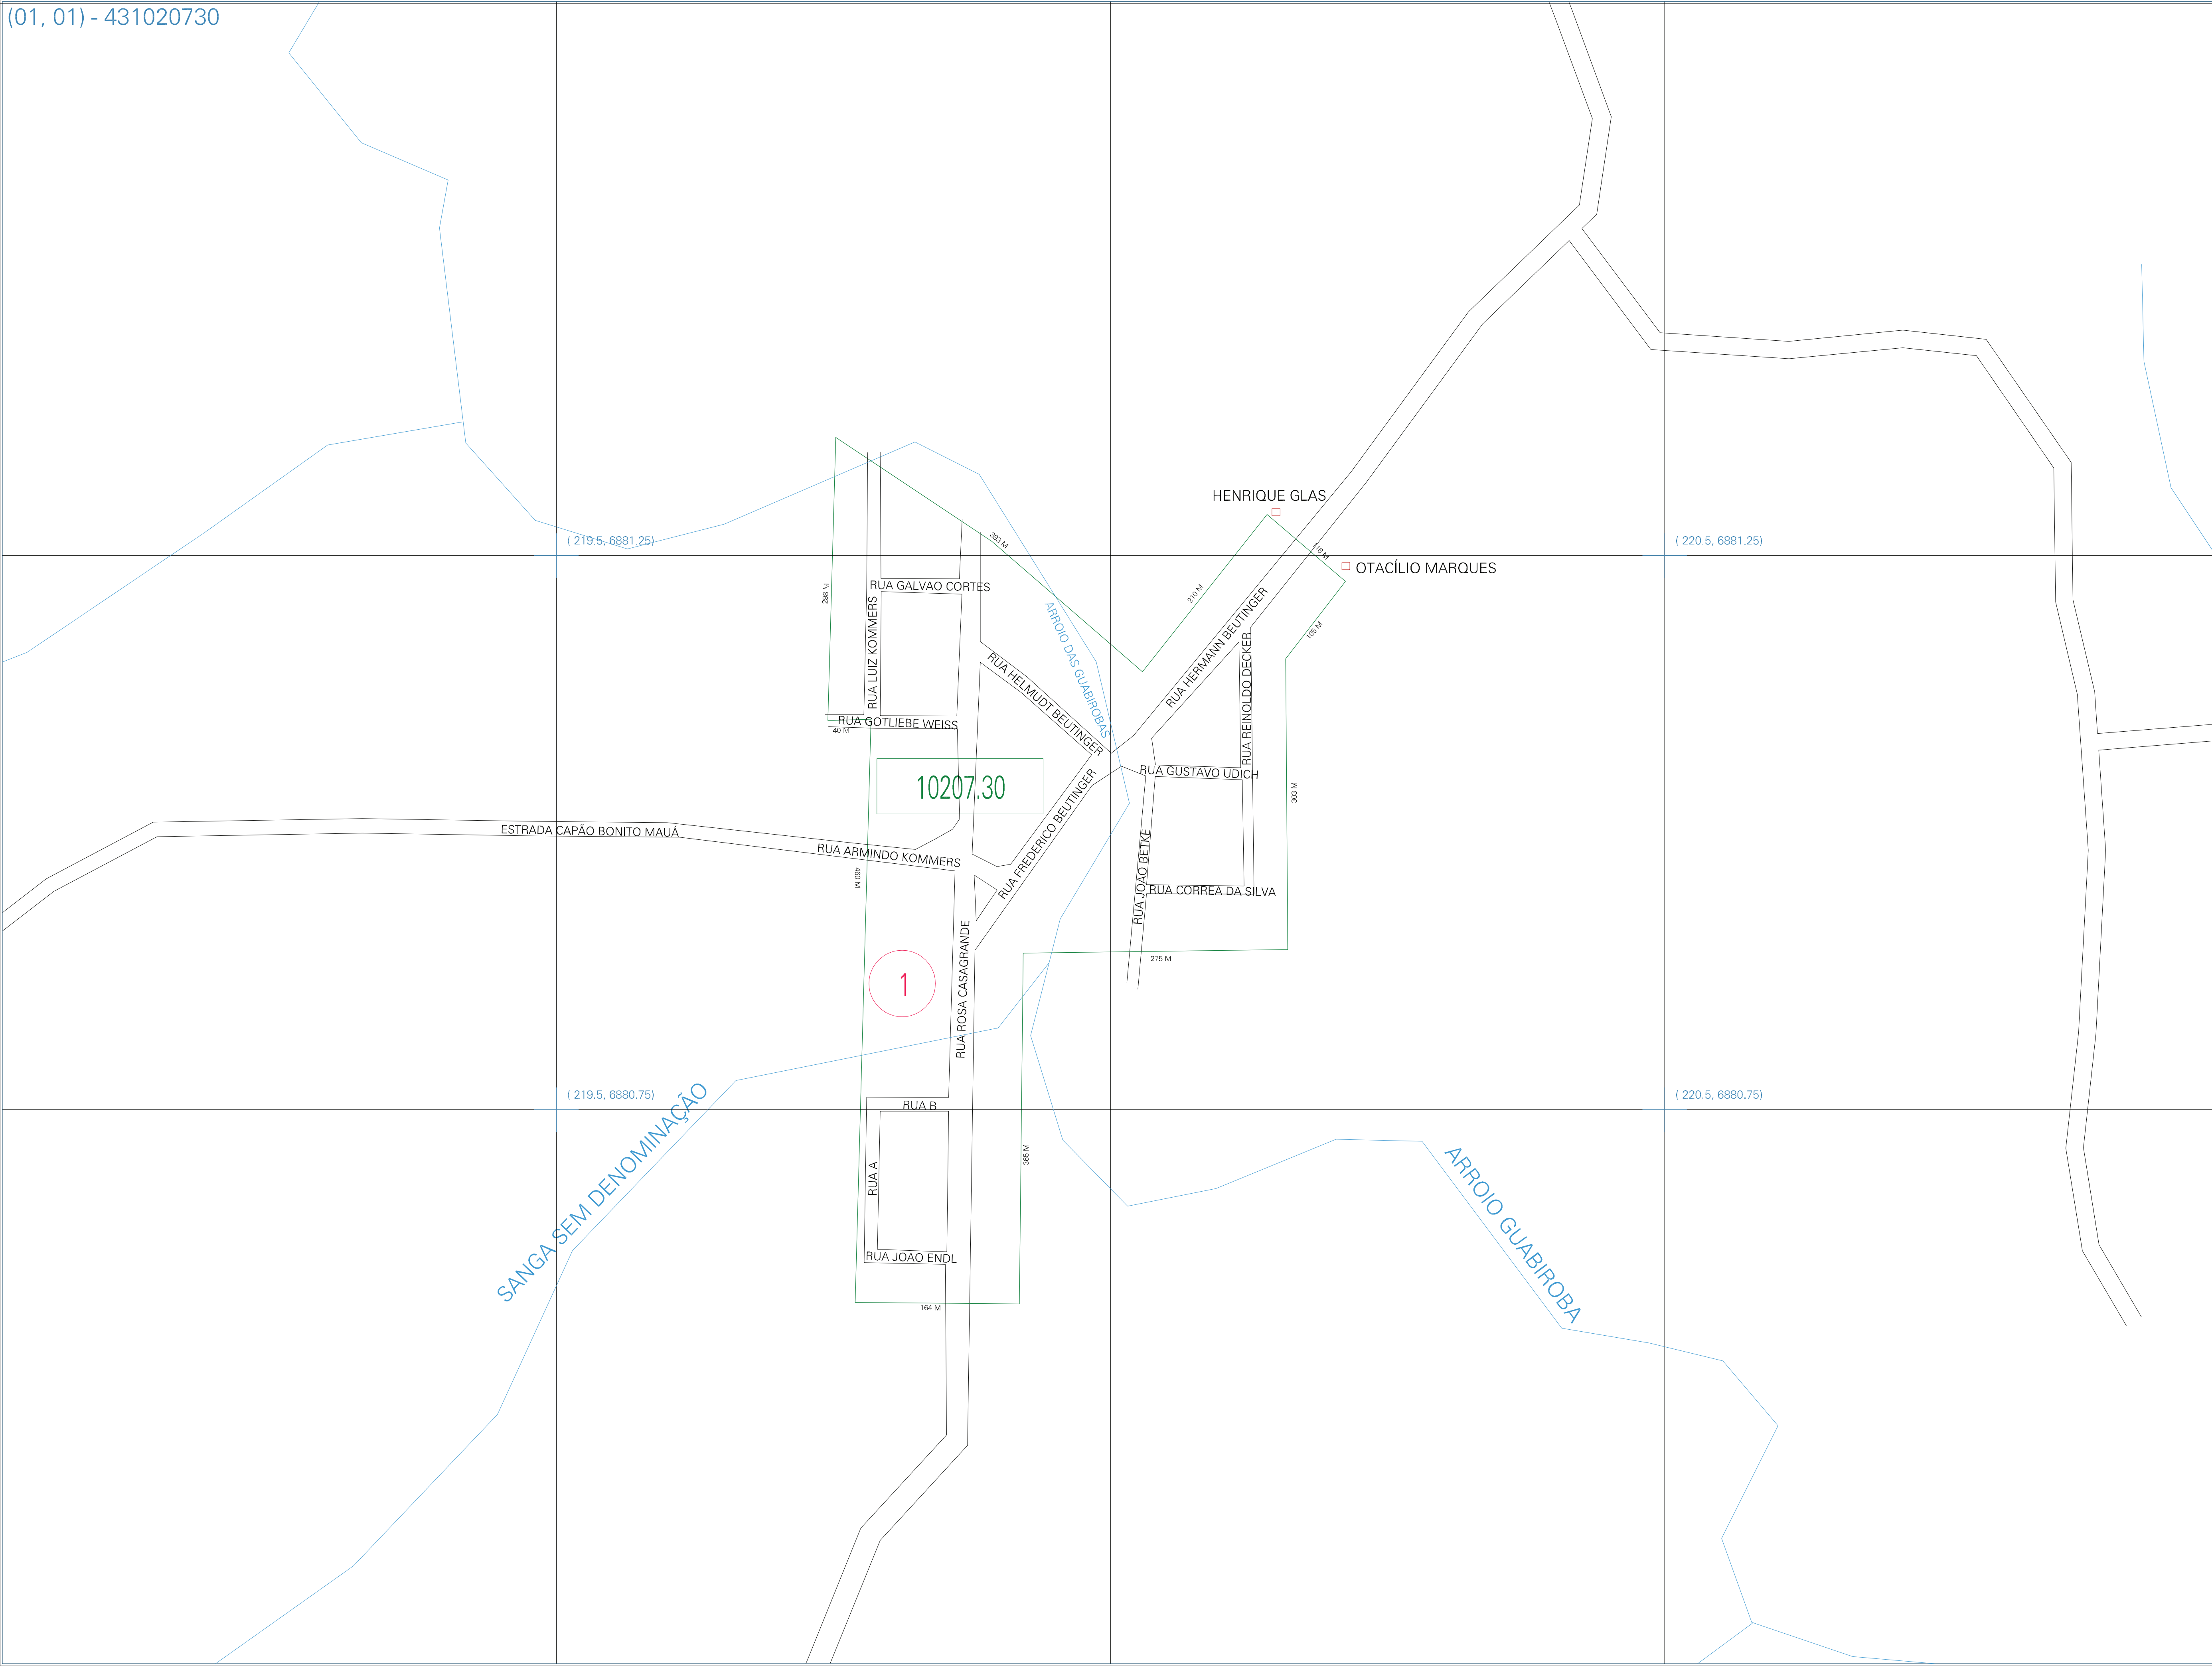 (01, 01) - 431020730
HENRIQUE GLAS
( 219.5, 6881.25)
393 M
116 M
( 220.5, 6881.25)
OTACÍLIO MARQUES
298 M
RUA GALVAO CORTES
210 M
105 M
RUA LUIZ KOMMERS
ARROIO DAS GUABIROBAS
RUA HERMANN BEUTINGER
RUA REINOLDO DECKER
RUA HELMUDT BEUTINGER
RUA GOTLIEBE WEISS
40 M
RUA GUSTAVO UDICH
10207.30
303 M
ESTRADA CAPÃO BONITO MAUÁ
RUA ARMINDO KOMMERS
RUA FREDERICO BEUTINGER
RUA JOAO BETKE
460 M
RUA CORREA DA SILVA
RUA ROSA CASAGRANDE
275 M
1
( 219.5, 6880.75)
( 220.5, 6880.75)
RUA B
SANGA SEM DENOMINAÇÃO
365 M
RUA A
ARROIO GUABIROBA
RUA JOAO ENDL
164 M